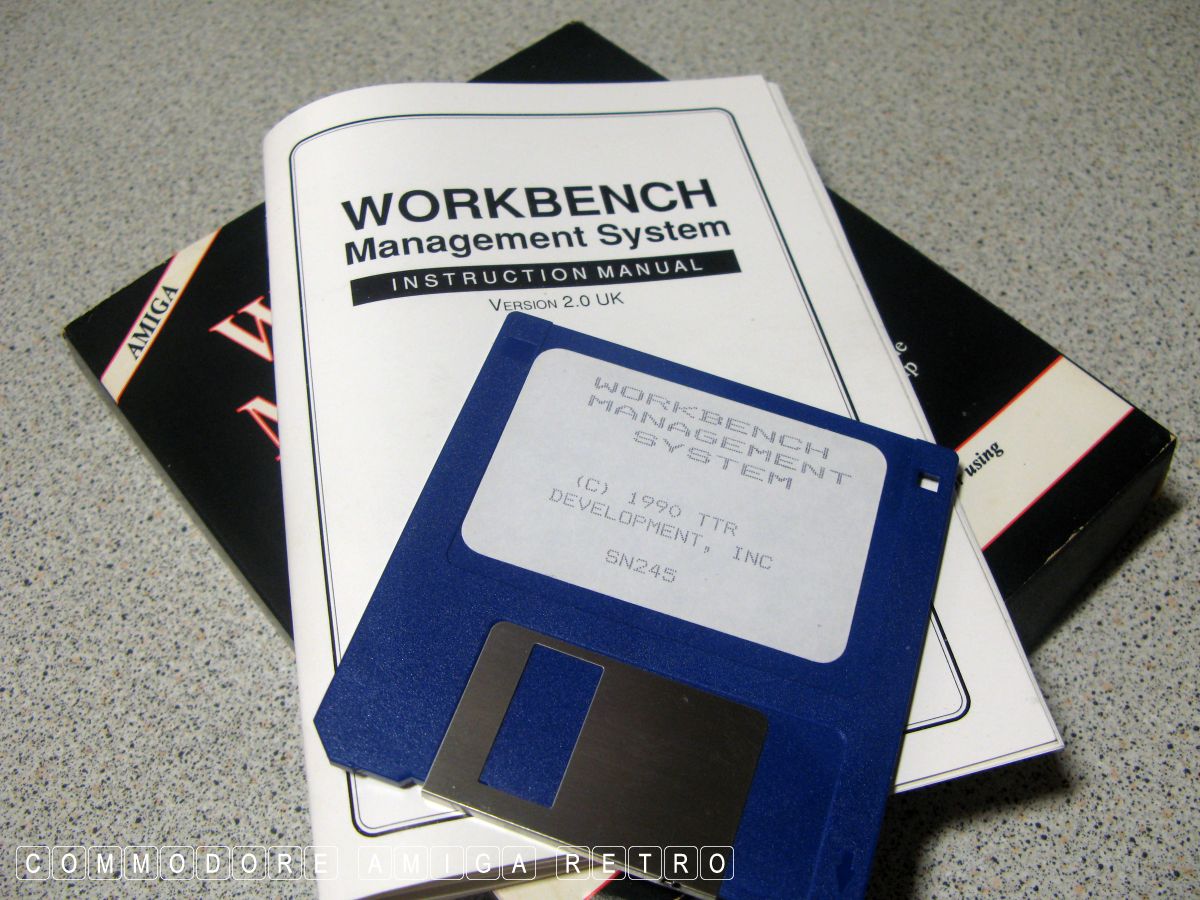 WORKBENCH
Management System
INSTRUCTION MANUAL
VERSION 2.0 UK
AMIGA
W
M
using
WORKBENCH
MANAGEMENT
SYSTEM
(C) 1990 TTR
DEVELOPMENT, INC
SN245
COMMODORE AMIGA RETRO